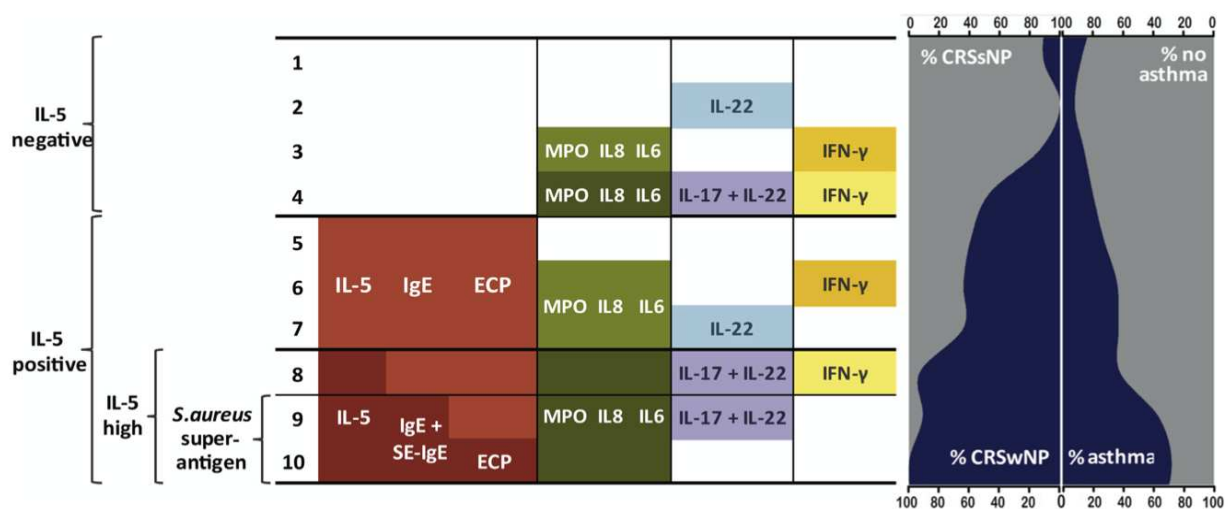 0 20 40 60 80 100 80 60 40 20 0
% CRSsNP
% no
asthma
IL-5
negative
1
2 IL-22
3 MPO IL8 IL6 IFN-γ
4 MPO IL8 IL6 IL-17 + IL-22 IFN-γ
IL-5
positive
5
6 IL-5 IgE ECP IFN-γ
MPO IL8 IL6
7 IL-22
IL-5
high
8 IL-17 + IL-22 IFN-γ
S.aureus
super-
antigen
9 IL-5 MPO IL8 IL6 IL-17 + IL-22
IgE +
SE-IgE
10 ECP
% CRSwNP % asthma
100 80 60 40 20 0 20 40 60 80 100